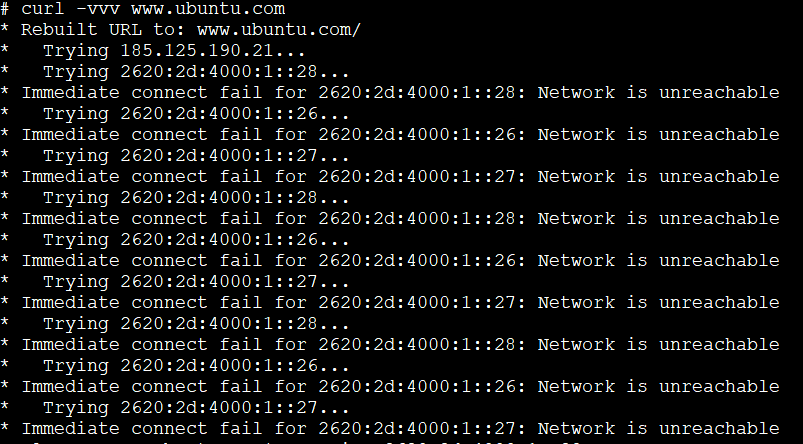 # curl -vvv www.ubuntu.com
* Rebuilt URL to: www.ubuntu.com/
*   Trying 185.125.190.21...
*   Trying 2620:2d:4000:1::28...
* Immediate connect fail for 2620:2d:4000:1::28: Network is unreachable
*   Trying 2620:2d:4000:1::26...
* Immediate connect fail for 2620:2d:4000:1::26: Network is unreachable
*   Trying 2620:2d:4000:1::27...
* Immediate connect fail for 2620:2d:4000:1::27: Network is unreachable
*   Trying 2620:2d:4000:1::28...
* Immediate connect fail for 2620:2d:4000:1::28: Network is unreachable
*   Trying 2620:2d:4000:1::26...
* Immediate connect fail for 2620:2d:4000:1::26: Network is unreachable
*   Trying 2620:2d:4000:1::27...
* Immediate connect fail for 2620:2d:4000:1::27: Network is unreachable
*   Trying 2620:2d:4000:1::28...
* Immediate connect fail for 2620:2d:4000:1::28: Network is unreachable
*   Trying 2620:2d:4000:1::26...
* Immediate connect fail for 2620:2d:4000:1::26: Network is unreachable
*   Trying 2620:2d:4000:1::27...
* Immediate connect fail for 2620:2d:4000:1::27: Network is unreachable